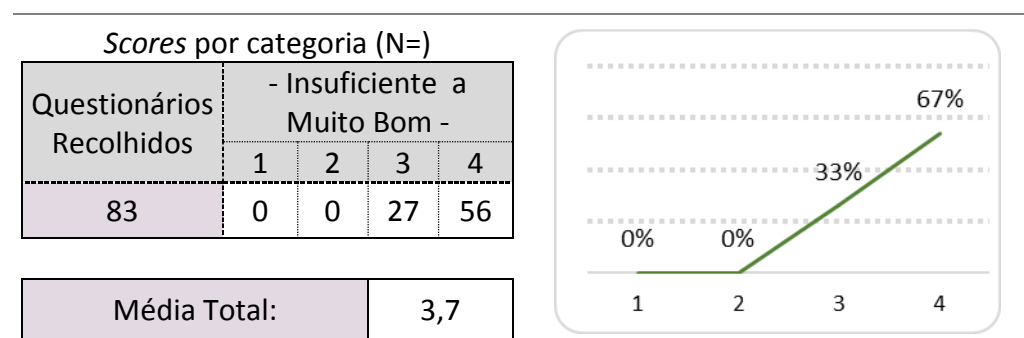 Scores por categoria (N=)
Questionários
Recolhidos
- Insuficiente a
Muito Bom -
1 2 3 4
83 0 0 27 56
Média Total: 3,7
67%
33%
0% 0%
1 2 3 4